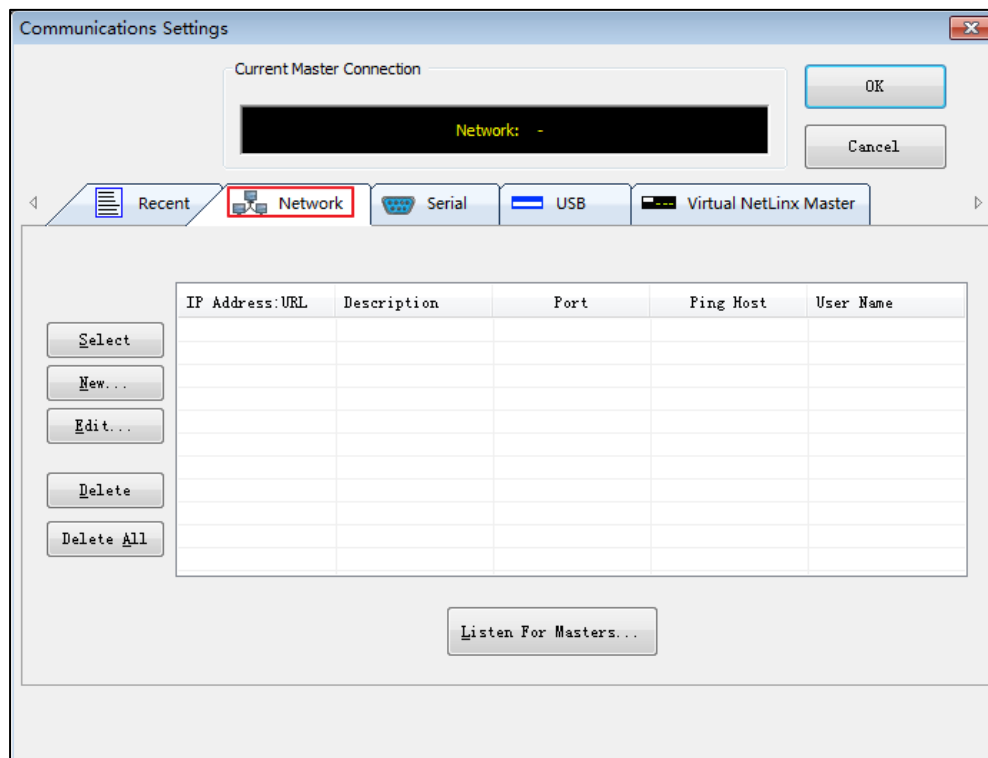 Communications Settings
Current Master Connection
Network: -
OK
Cancel
Recent Network Serial USB Virtual NetLinx Master
IP Address:URL Description Port Ping Host User Name
Select
New...
Edit...
Delete
Delete All
Listen For Masters...